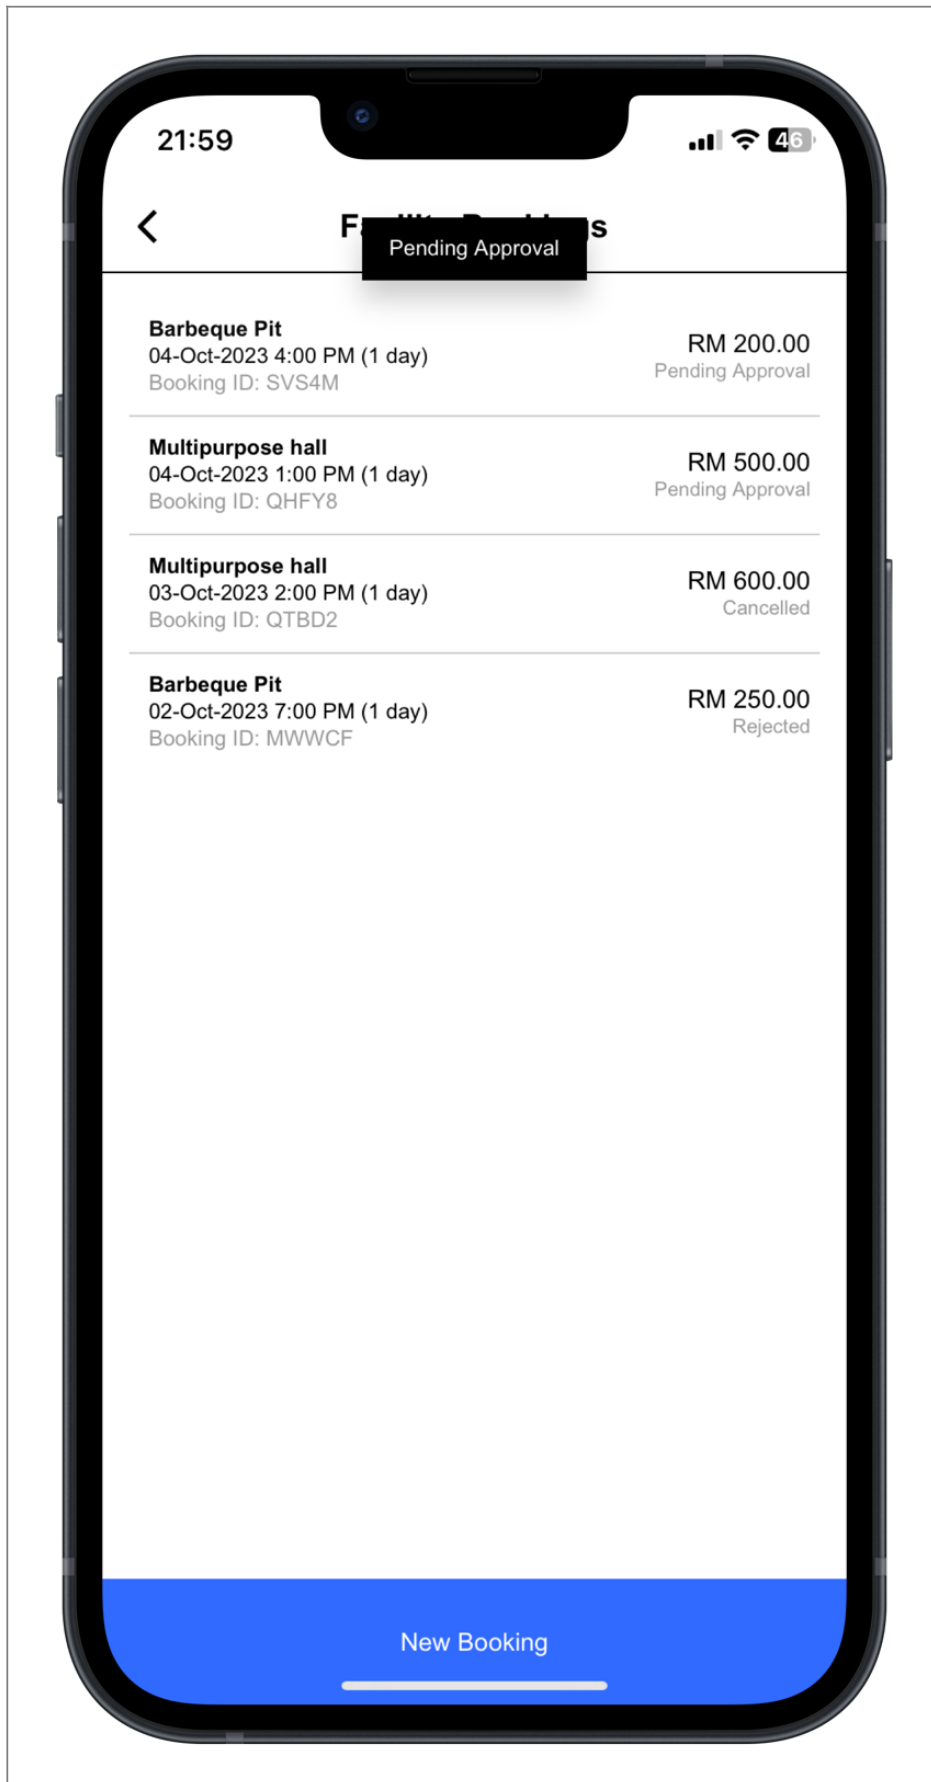 21:59
46
Pending Approval
Barbeque Pit
04-Oct-2023 4:00 PM (1 day)
Booking ID: SVS4M
RM 200.00
Pending Approval
Multipurpose hall
04-Oct-2023 1:00 PM (1 day)
Booking ID: QHFY8
RM 500.00
Pending Approval
Multipurpose hall
03-Oct-2023 2:00 PM (1 day)
Booking ID: QTBD2
RM 600.00
Cancelled
Barbeque Pit
02-Oct-2023 7:00 PM (1 day)
Booking ID: MWWCF
RM 250.00
Rejected
New Booking